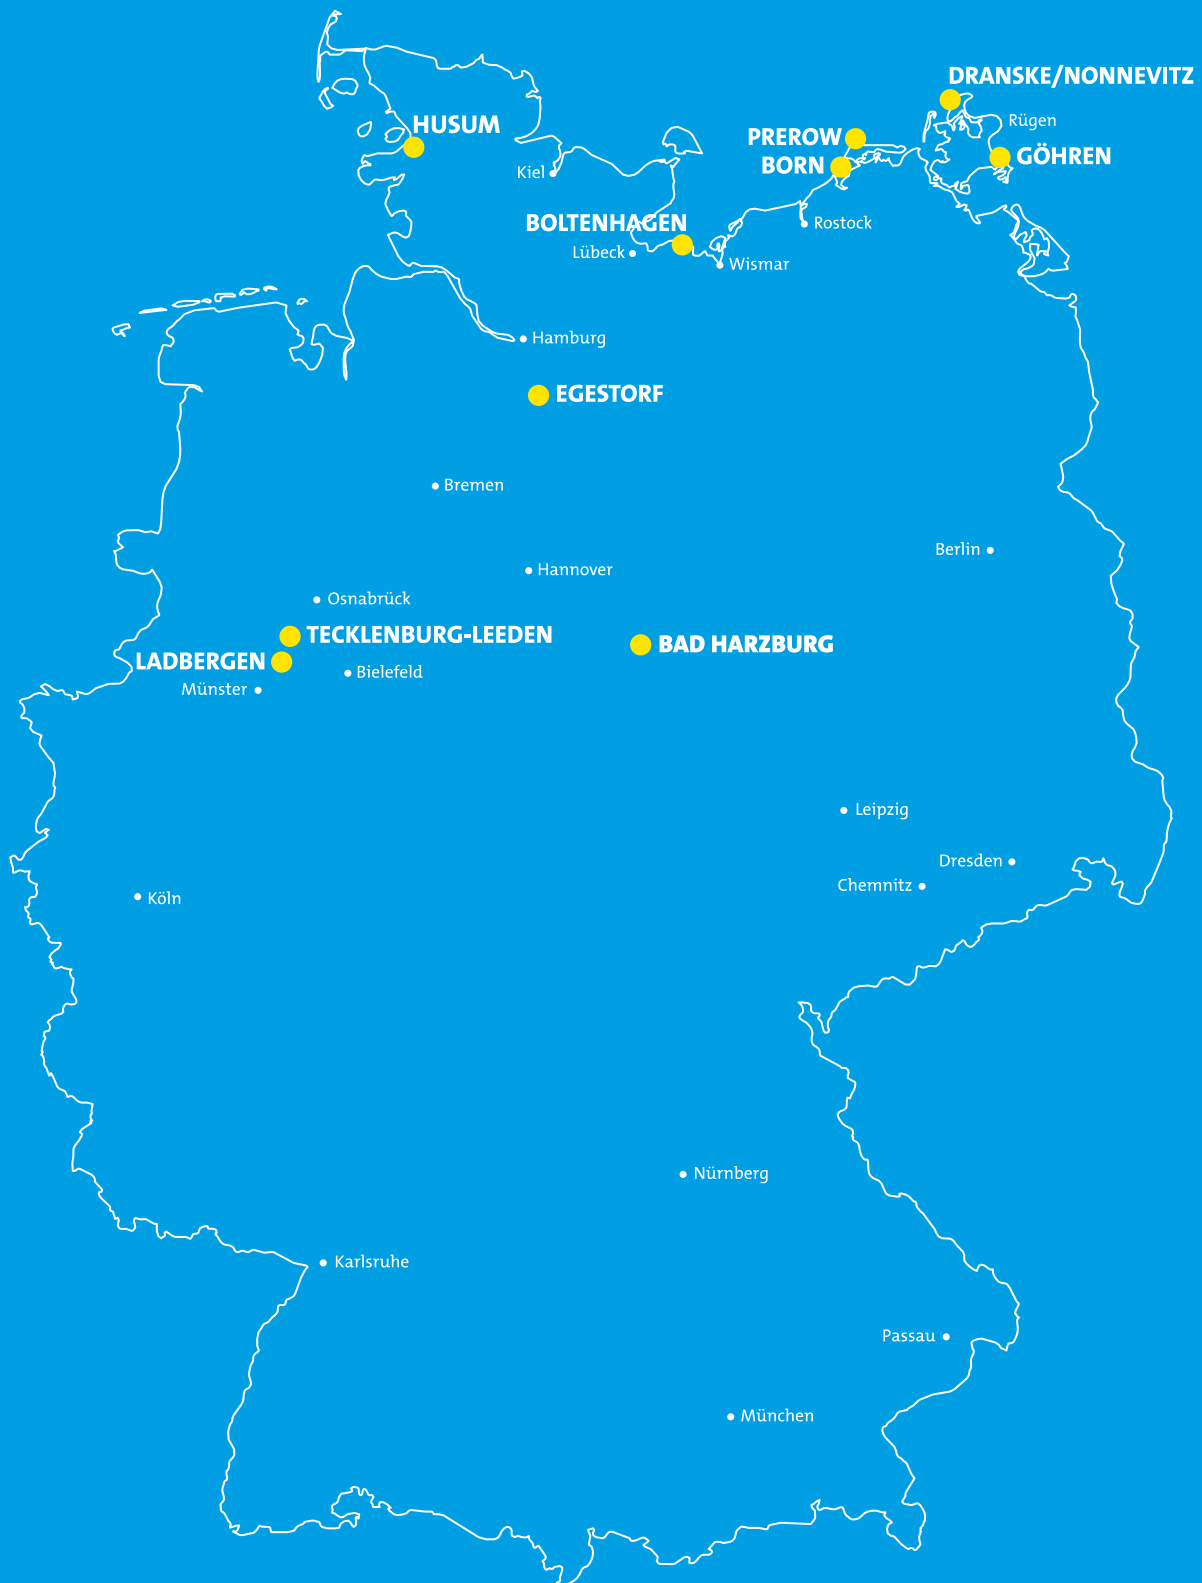 DRANSKE/NONNEVITZ
Rügen
HUSUM
PREROW
GÖHREN
BORN
Kiel
BOLTENHAGEN
Rostock
Lübeck
Wismar
Hamburg
EGESTORF
Bremen
Berlin
Hannover
Osnabrück
TECKLENBURG-LEEDEN
BAD HARZBURG
LADBERGEN
Bielefeld
Münster
Leipzig
Dresden
Chemnitz
Köln
Nürnberg
Karlsruhe
Passau
München